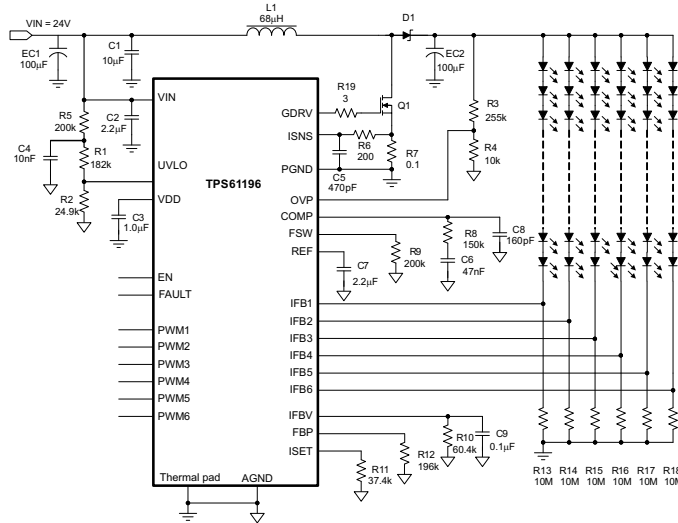 L1
68µH
VIN = 24V
D1
EC1
100µF
C1
10µF
EC2
100µF
R19
3
Q1
R3
255k
VIN
GDRV
R5
200k
C2
2.2µF
ISNS
R6
200
R7
0.1
R4
10k
C4
10nF
R1
182k
UVLO
C5
470pF
PGND
TPS61196
OVP
R2
24.9k
VDD
COMP
C3
1.0µF
FSW
R8
150k
C8
160pF
REF
R9
200k
C6
47nF
C7
2.2µF
EN
FAULT
IFB1
PWM1
IFB2
PWM2
IFB3
PWM3
IFB4
PWM4
IFB5
PWM5
IFB6
PWM6
IFBV
FBP
R10
60.4k
C9
0.1µF
ISET
R12
196k
R11
37.4k
Thermal pad
AGND
R13 R14 R15 R16 R17 R18
10M 10M 10M 10M 10M 10M